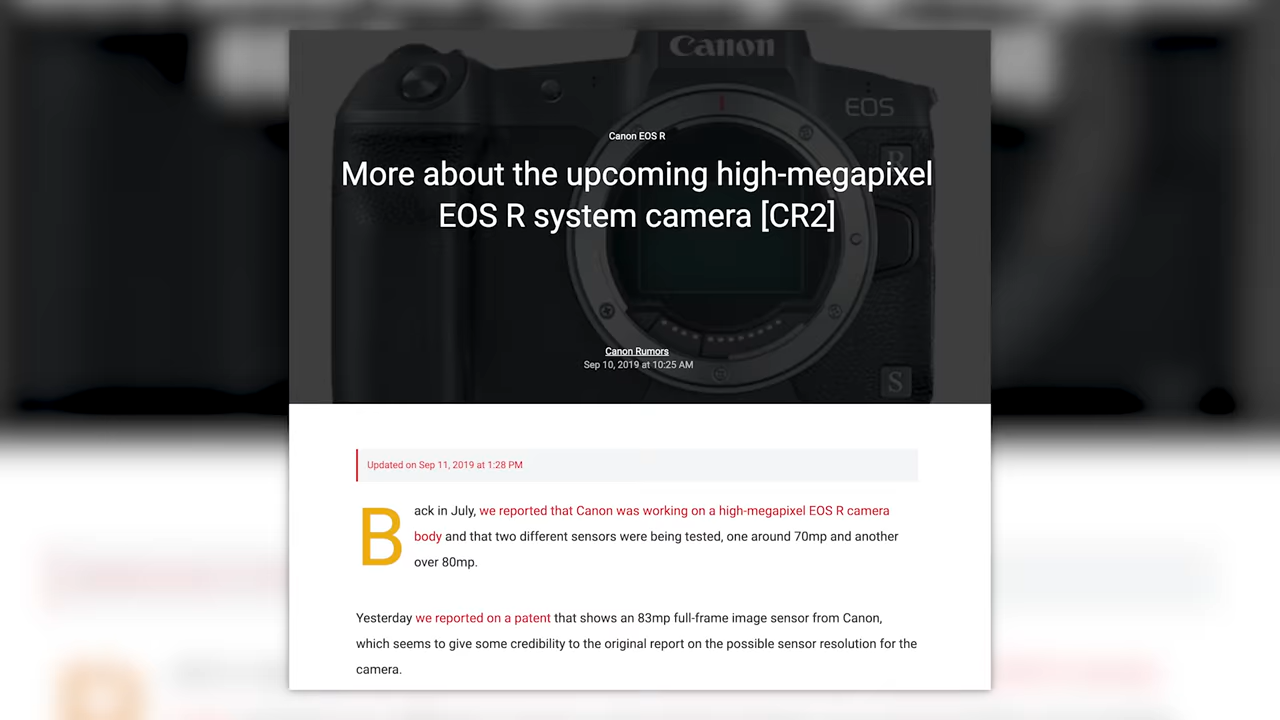 Canon
EOS
R
Canon EOS R
More about the upcoming high-megapixel
EOS R system camera [CR2]
Canon Rumors
Sep 10, 2019 at 10:25 AM
S
Updated on Sep 11, 2019 at 1:28 PM
Back in July, we reported that Canon was working on a high-megapixel EOS R camera
body and that two different sensors were being tested, one around 70mp and another
over 80mp.
Yesterday we reported on a patent that shows an 83mp full-frame image sensor from Canon,
which seems to give some credibility to the original report on the possible sensor resolution for the
camera.